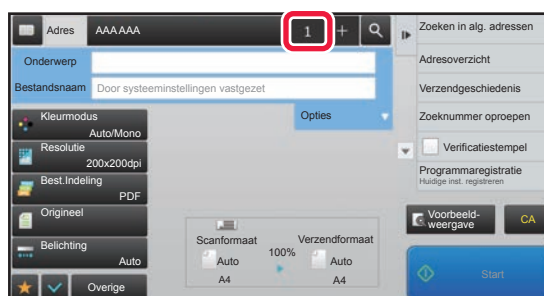 Adres AAA AAA 1 +
Onderwerp
Bestandsnaam Door systeeminstellingen vastgezet
Opties
Kleurmodus
Auto/Mono
Resolutie
200x200dpi
Best.Indeling
PDF
Origineel
Belichting
Auto
Overige
Scanformaat
Auto
A4
100%
Verzendformaat
Auto
A4
Zoeken in alg. adressen
Adresoverzicht
Verzendgeschiedenis
Zoeknummer oproepen
Verificatiestempel
Programmaregistratie
Huidige inst. registreren
Voorbeeld-
weergave
CA
Start